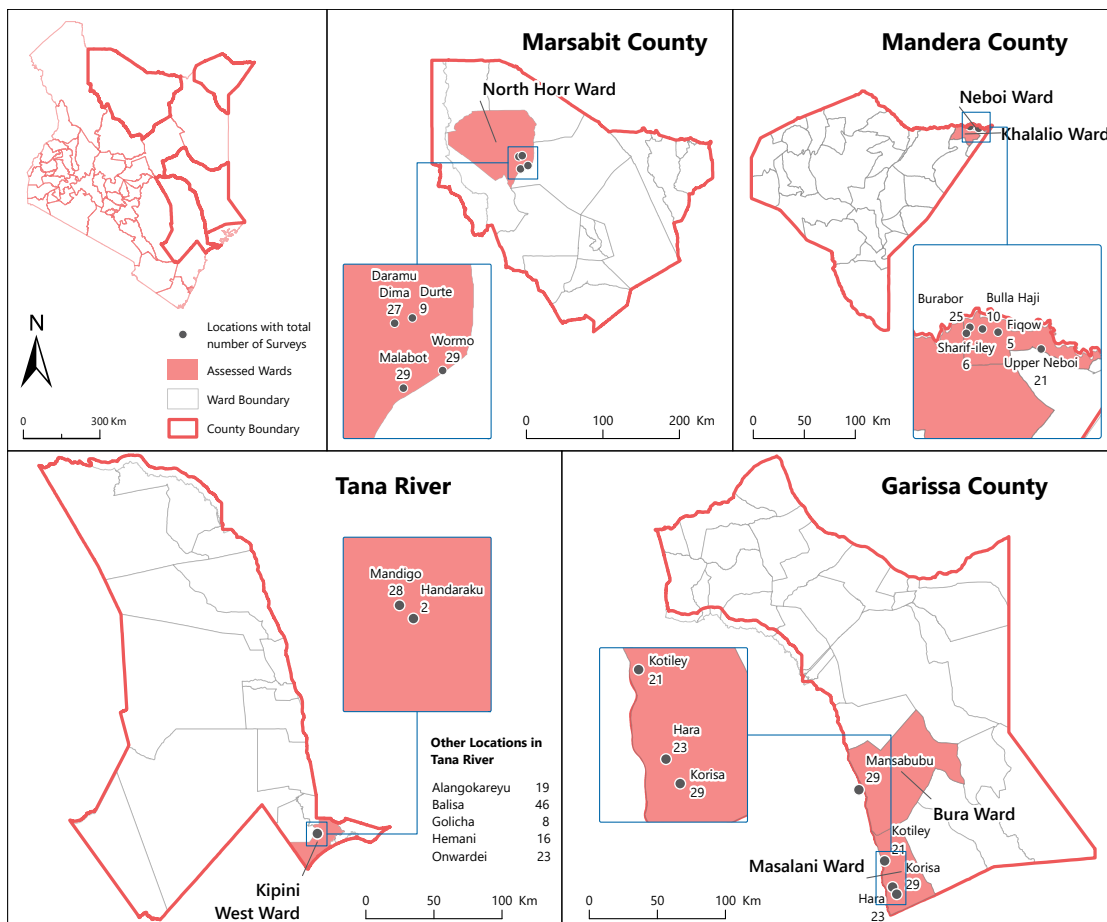 N
Locations with total
number of Surveys
Assessed Wards
Ward Boundary
County Boundary
0 300 Km
Marsabit County
North Horr Ward
Daramu
Dima
27
Durte
9
Wormo
29
Malabot
29
0 100 200 Km
Mandera County
Neboi Ward
Khalalio Ward
Burabor
25
Bulla Haji
10
Fiqow
5
Sharif-iley
6
Upper Neboi
21
0 50 100 Km
Tana River
Mandigo
28
Handaraku
2
Other Locations in
Tana River
Alangokareyu 19
Balisa 46
Golicha 8
Hemani 16
Onwardei 23
Kipini
West Ward
0 50 100 Km
Garissa County
Kotiley
21
Hara
23
Korisa
29
Mansabubu
29
Bura Ward
Kotiley
21
Masalani Ward
Korisa
29
Hara
23
0 50 100 Km